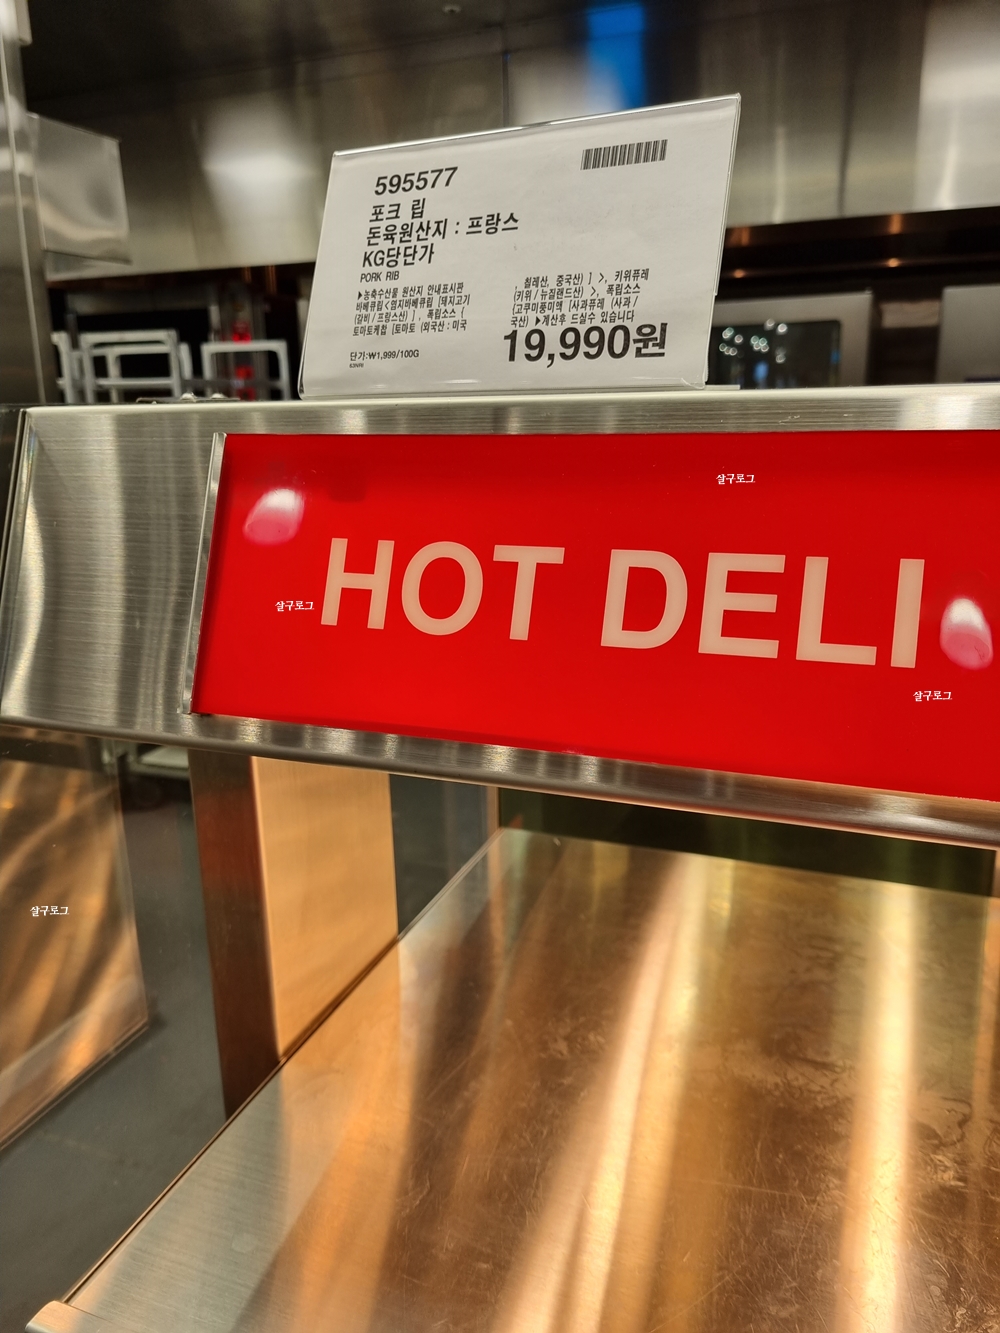 595577
포크 립
돈육원산지 : 프랑스
KG당단가
PORK RIB
▶농축수산물 원산지 안내표시판
바베큐립<염지바베큐립 [돼지고기
(갈비/프랑스산) ], 폭립소스 (
토마토케찹 [토마토 (외국산 : 미국
, 칠레산, 중국산) ] >, 키위퓨레
(키위/뉴질랜드산) >, 폭립소스
(고쿠미풍미액 [사과퓨레 (사과/
국산) ▶계산후 드실수 있습니다
단가:₩1,999/100G
19,990원
살구로그
HOT DELI
살구로그
살구로그
살구로그